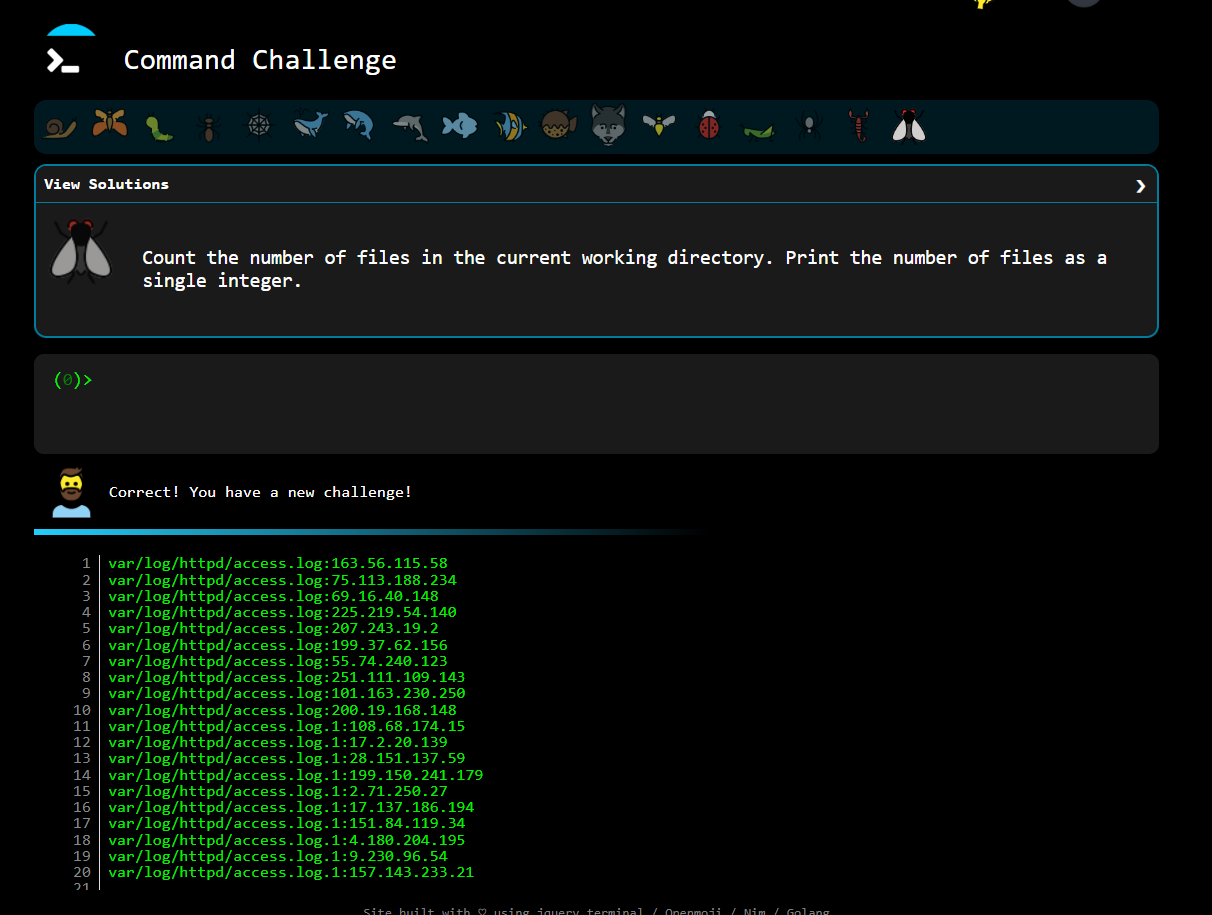 Command Challenge
View Solutions
Count the number of files in the current working directory. Print the number of files as a
single integer.
(0)>
Correct! You have a new challenge!
1 var/log/httpd/access.log:163.56.115.58
2 var/log/httpd/access.log:75.113.188.234
3 var/log/httpd/access.log:69.16.40.148
4 var/log/httpd/access.log:225.219.54.140
5 var/log/httpd/access.log:207.243.19.2
6 var/log/httpd/access.log:199.37.62.156
7 var/log/httpd/access.log:55.74.240.123
8 var/log/httpd/access.log:251.111.109.143
9 var/log/httpd/access.log:101.163.230.250
10 var/log/httpd/access.log:200.19.168.148
11 var/log/httpd/access.log.1:108.68.174.15
12 var/log/httpd/access.log.1:17.2.20.139
13 var/log/httpd/access.log.1:28.151.137.59
14 var/log/httpd/access.log.1:199.150.241.179
15 var/log/httpd/access.log.1:2.71.250.27
16 var/log/httpd/access.log.1:17.137.186.194
17 var/log/httpd/access.log.1:151.84.119.34
18 var/log/httpd/access.log.1:4.180.204.195
19 var/log/httpd/access.log.1:9.230.96.54
20 var/log/httpd/access.log.1:157.143.233.21
21
Site built with ♡ using jquery terminal / Openmoji / Nim / Golang